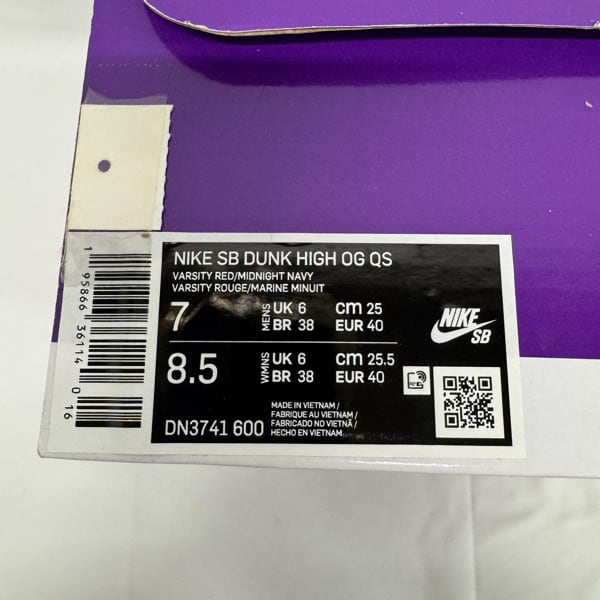 NIKE SB DUNK HIGH OG QS
VARSITY RED/MIDNIGHT NAVY
VARSITY ROUGE/MARINE MINUIT
7 MENS UK 6 cm 25
BR 38 EUR 40
8.5 WMNS UK 6 cm 25.5
BR 38 EUR 40
NIKE
SB
DN3741 600
MADE IN VIETNAM /
FABRIQUE AU VIETNAM /
FABRICADO NO VIETNÃ /
HECHO EN VIETNAM
1 95866 36114 0 16